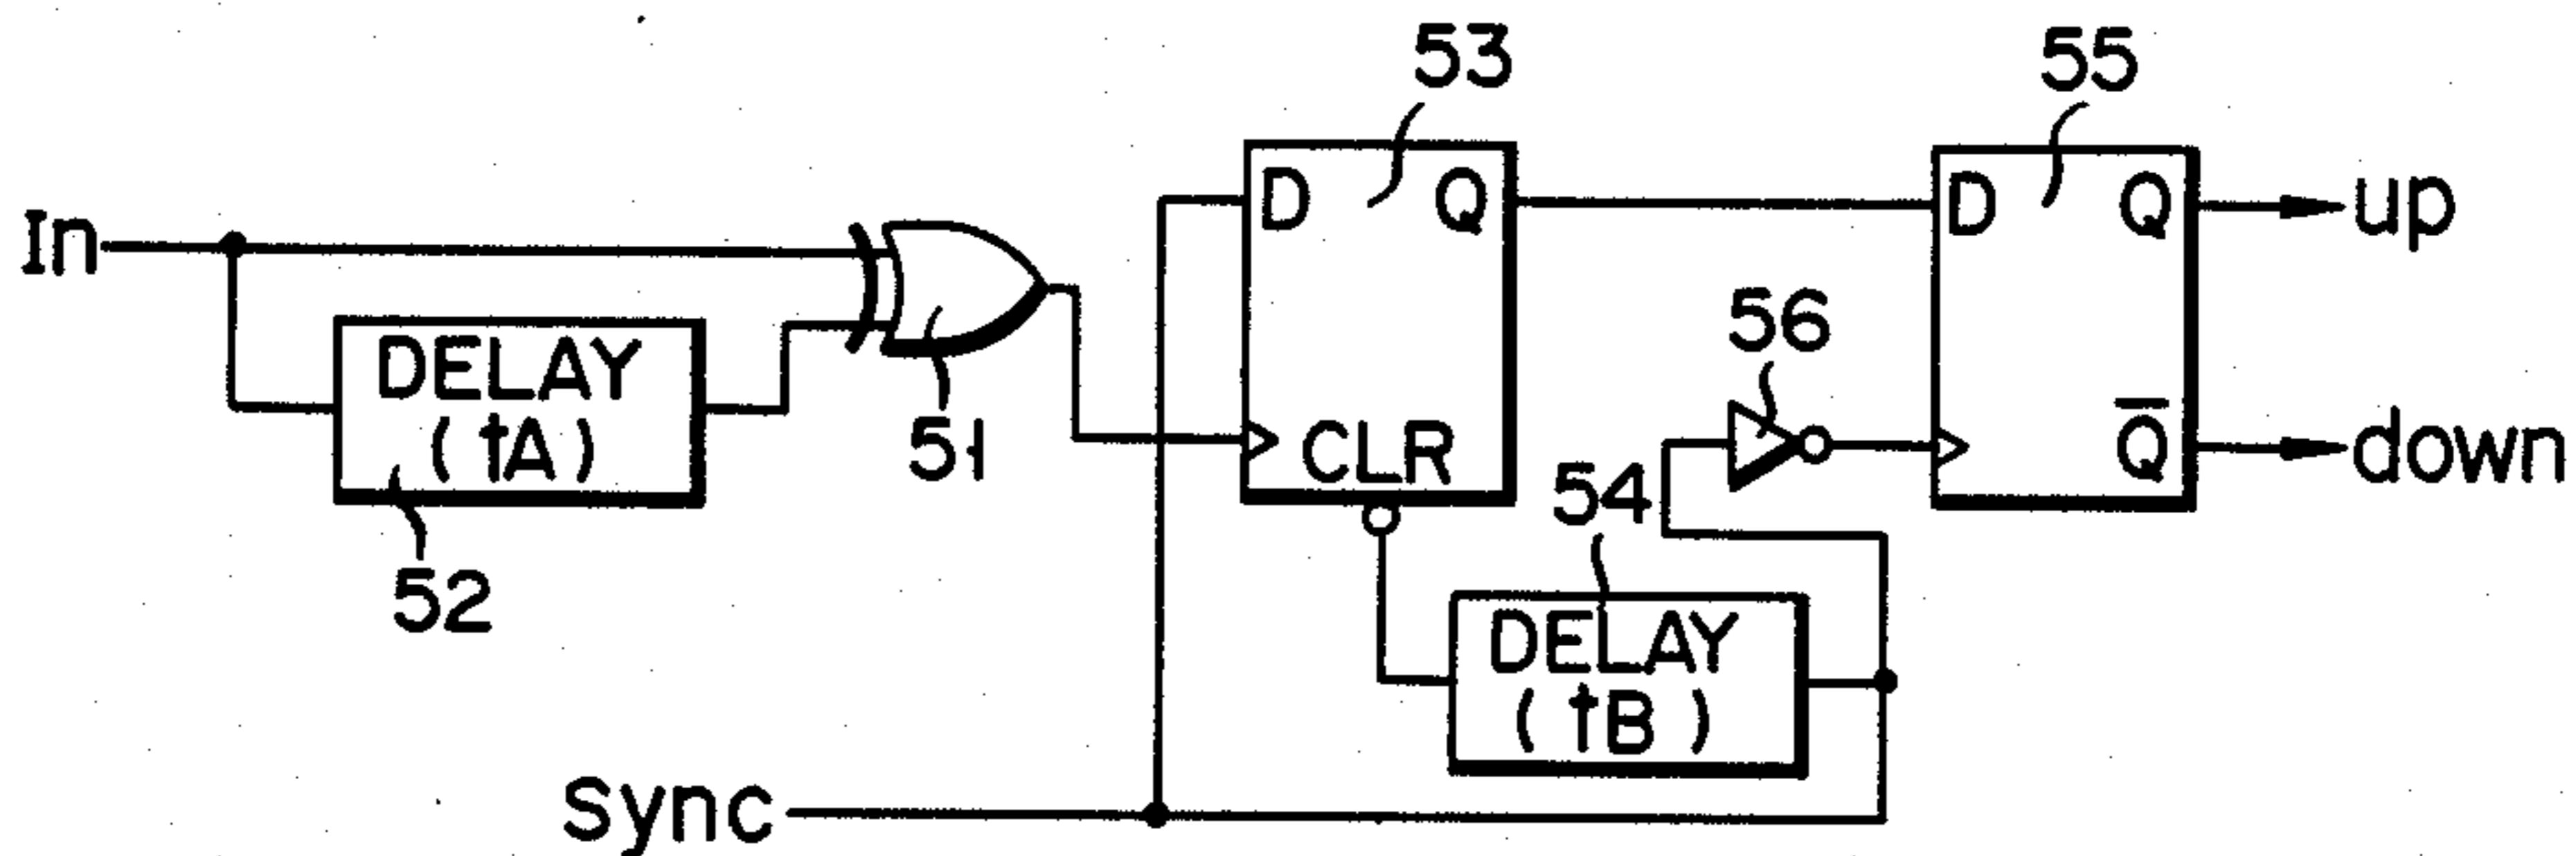 53
55
In
D Q
D Q
up
DELAY
(tA)
51
56
CLR
Q̅
down
54
52
DELAY
(tB)
Sync